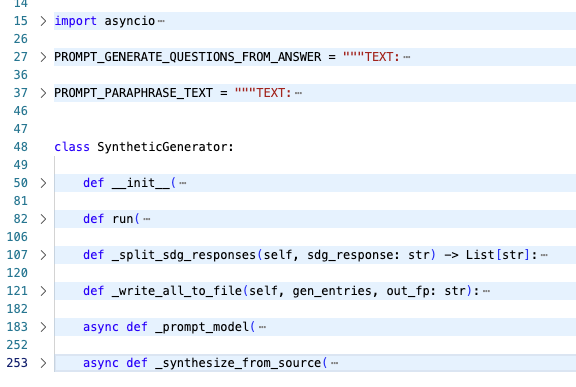 14
15 > import asyncio⋯
26
27 > PROMPT_GENERATE_QUESTIONS_FROM_ANSWER = """TEXT:⋯
36
37 > PROMPT_PARAPHRASE_TEXT = """TEXT:⋯
46
47
48 class SyntheticGenerator:
49
50 > def __init__(⋯
81
82 > def run(⋯
106
107 > def _split_sdg_responses(self, sdg_response: str) -> List[str]:⋯
120
121 > def _write_all_to_file(self, gen_entries, out_fp: str):⋯
182
183 > async def _prompt_model(⋯
252
253 > async def _synthesize_from_source(⋯